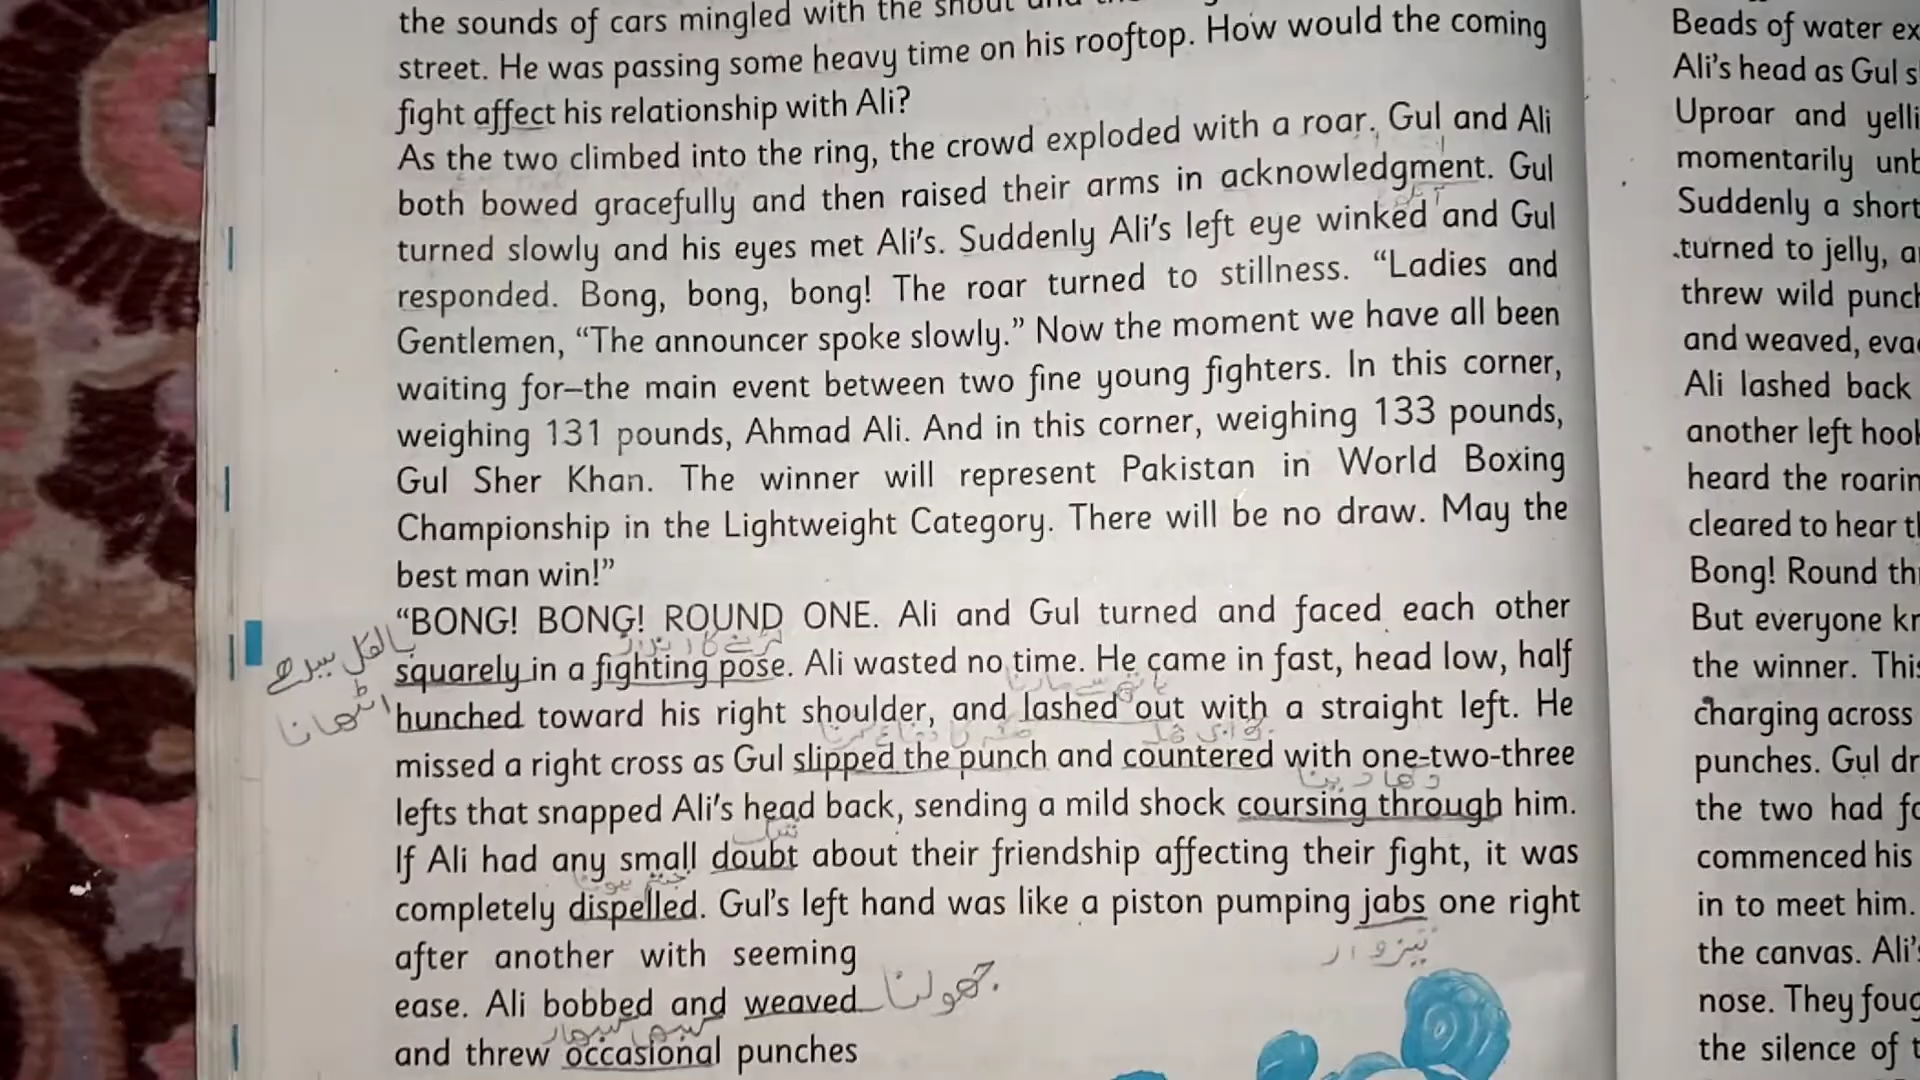 the sounds of cars mingled with the shout and
street. He was passing some heavy time on his rooftop. How would the coming
fight affect his relationship with Ali?
As the two climbed into the ring, the crowd exploded with a roar. Gul and Ali
both bowed gracefully and then raised their arms in acknowledgment. Gul
turned slowly and his eyes met Ali's. Suddenly Ali's left eye winked and Gul
responded. Bong, bong, bong! The roar turned to stillness. “Ladies and
Gentlemen, “The announcer spoke slowly.” Now the moment we have all been
waiting for–the main event between two fine young fighters. In this corner,
weighing 131 pounds, Ahmad Ali. And in this corner, weighing 133 pounds,
Gul Sher Khan. The winner will represent Pakistan in World Boxing
Championship in the Lightweight Category. There will be no draw. May the
best man win!”
“BONG! BONG! ROUND ONE. Ali and Gul turned and faced each other
بالکل سیدھے
squarely in a fighting pose. Ali wasted no time. He came in fast, head low, half
اٹھانا
hunched toward his right shoulder, and lashed out with a straight left. He
missed a right cross as Gul slipped the punch and countered with one-two-three
lefts that snapped Ali's head back, sending a mild shock coursing through him.
If Ali had any small doubt about their friendship affecting their fight, it was
completely dispelled. Gul's left hand was like a piston pumping jabs one right
after another with seeming
ease. Ali bobbed and weaved جھولنا
and threw occasional punches
Beads of water
Ali's head as Gul
Uproar and
momentarily
Suddenly a short
turned to jelly,
threw wild
and weaved,
Ali lashed back
another left
heard the
cleared to hear
Bong! Round
But everyone
the winner.
charging across
punches. Gul
the two had
commenced his
in to meet him.
the canvas. Ali's
nose. They
the silence of